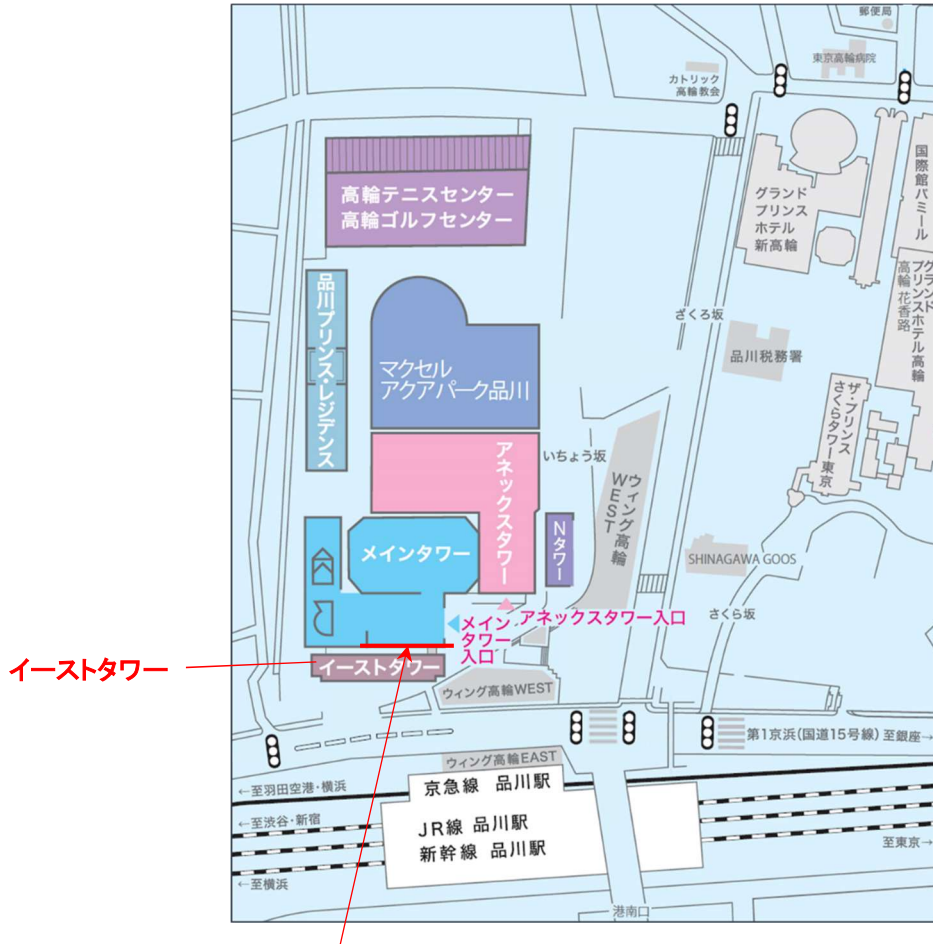 郵便局
東京高輪病院
カトリック
高輪教会
国際館パミール
グランド
プリンス
ホテル
新高輪
高輪テニスセンター
高輪ゴルフセンター
グランド
プリンスホテル高輪
高輪 花香路
品川プリンス・レジデンス
ざくろ坂
品川税務署
マクセル
アクアパーク品川
ザ・プリンス
さくらタワー東京
アネックスタワー
いちょう坂
ウィング高輪
WEST
Nタワー
メインタワー
SHINAGAWA GOOS
アネックスタワー入口
さくら坂
メイン
タワー
入口
イーストタワー
イーストタワー
ウィング高輪WEST
第1京浜(国道15号線) 至銀座→
ウィング高輪EAST
←至羽田空港・横浜
京急線 品川駅
←至渋谷・新宿
JR線 品川駅
新幹線 品川駅
至東京→
←至横浜
港南口